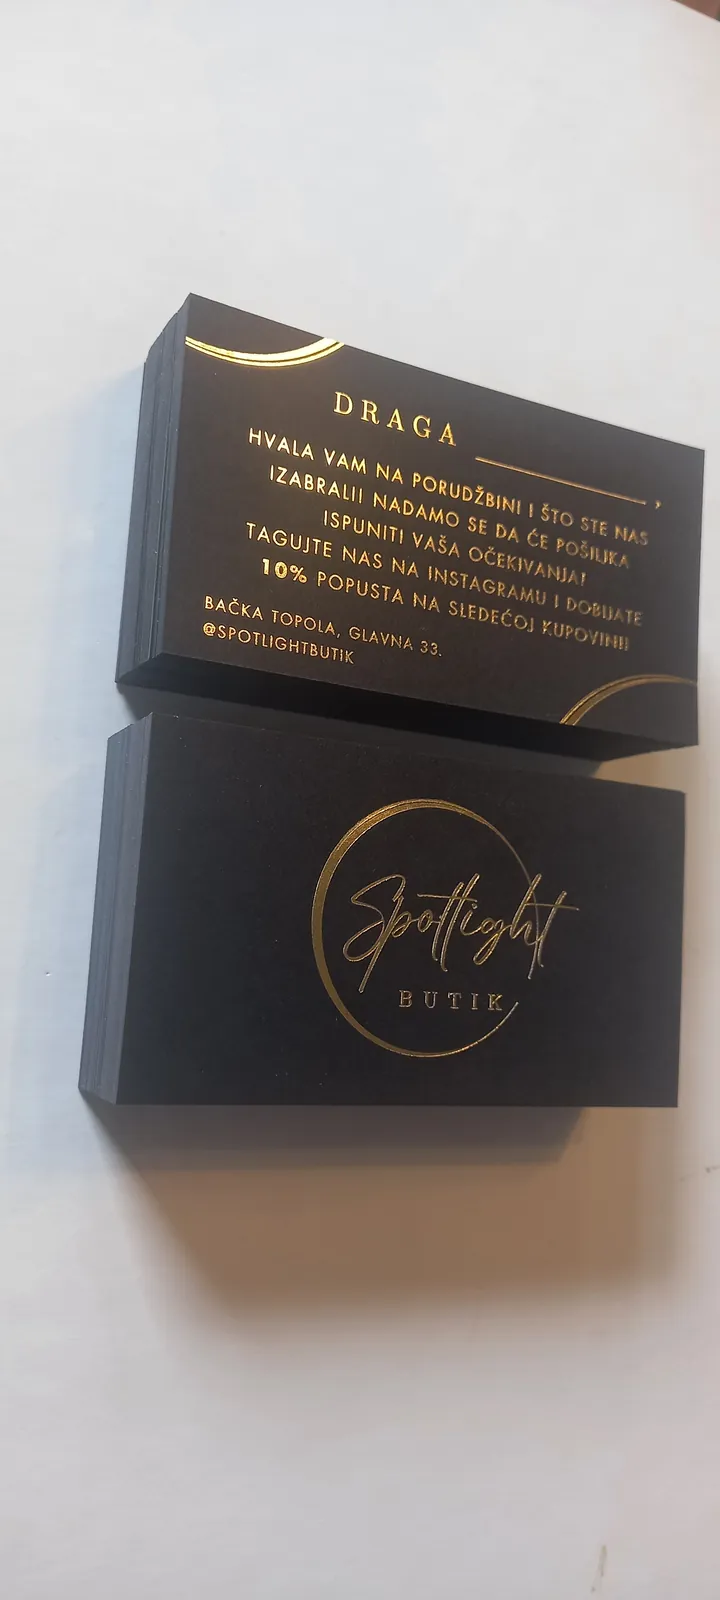 DRAGA ,
HVALA VAM NA PORUDŽBINI I ŠTO STE NAS
IZABRALI! NADAMO SE DA ĆE POŠILJKA
ISPUNITI VAŠA OČEKIVANJA!
TAGUJTE NAS NA INSTAGRAMU I DOBIJATE
10% POPUSTA NA SLEDEĆOJ KUPOVINI!
BAČKA TOPOLA, GLAVNA 33.
@SPOTLIGHTBUTIK
Spotlight
BUTIK